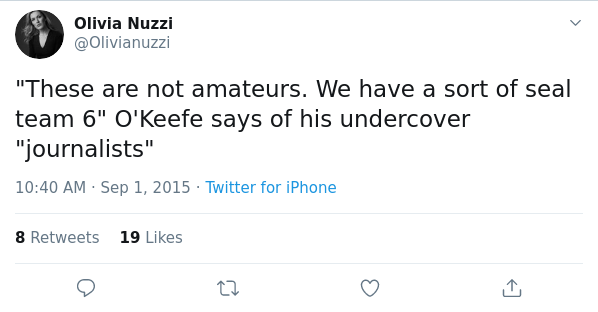 Olivia Nuzzi
@Olivianuzzi
"These are not amateurs. We have a sort of seal
team 6" O'Keefe says of his undercover
"journalists"
10:40 AM · Sep 1, 2015 · Twitter for iPhone
8 Retweets 19 Likes